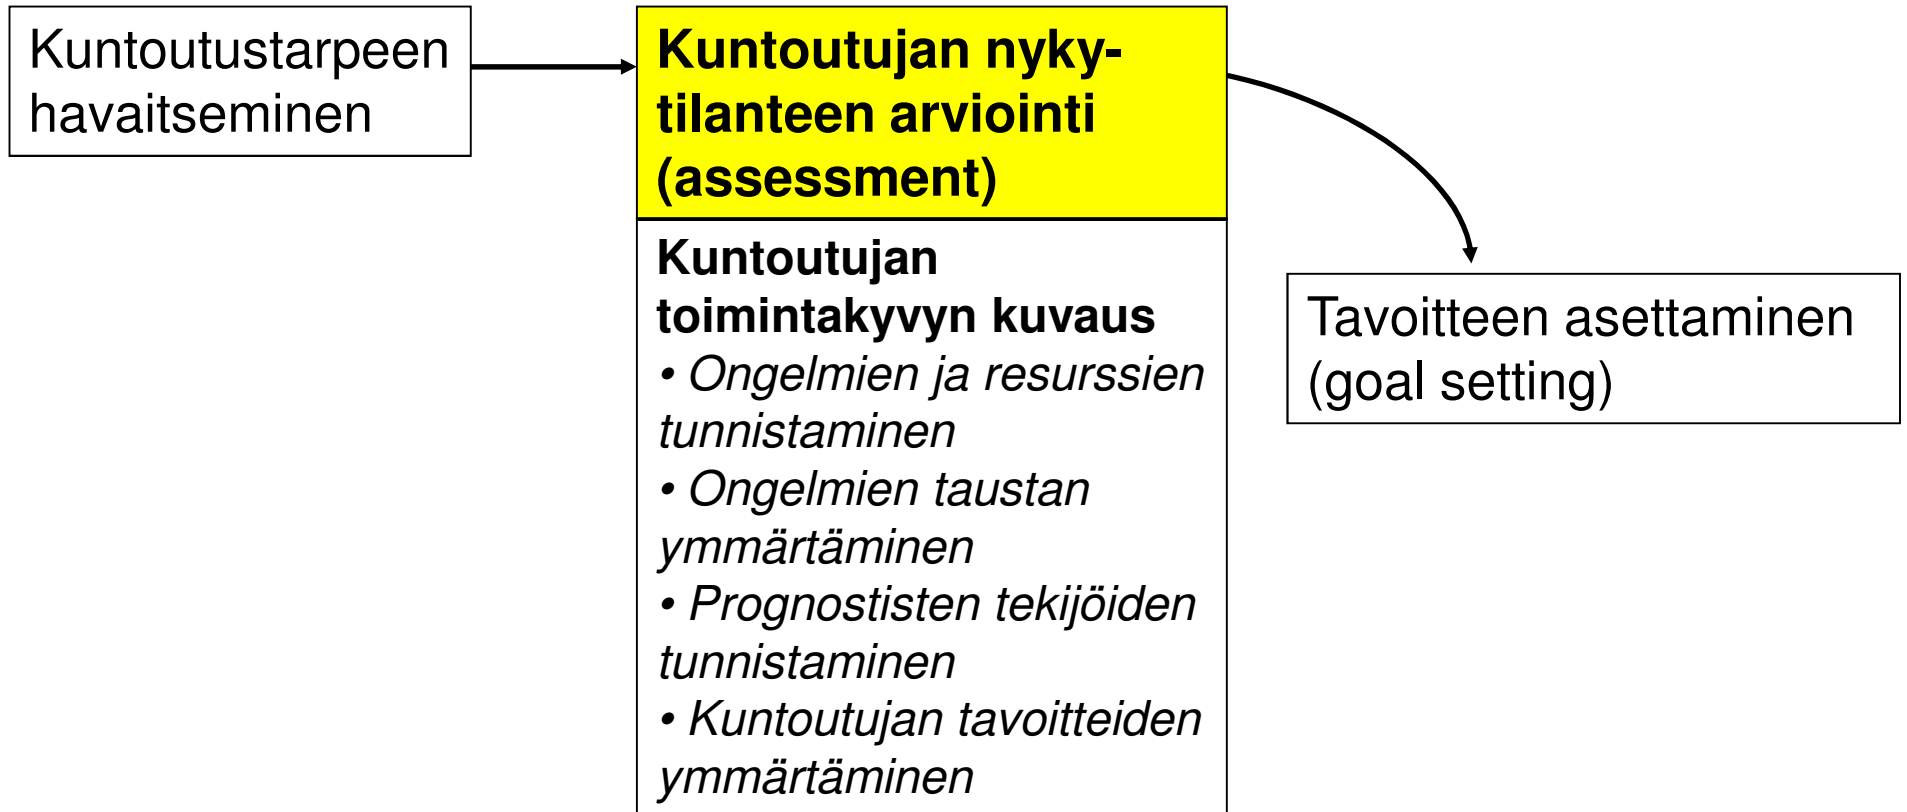 Kuntoutustarpeen
havaitseminen
Kuntoutujan nyky-
tilanteen arviointi
(assessment)
Kuntoutujan
toimintakyvyn kuvaus
• Ongelmien ja resurssien
tunnistaminen
• Ongelmien taustan
ymmärtäminen
• Prognostisten tekijöiden
tunnistaminen
• Kuntoutujan tavoitteiden
ymmärtäminen
Tavoitteen asettaminen
(goal setting)